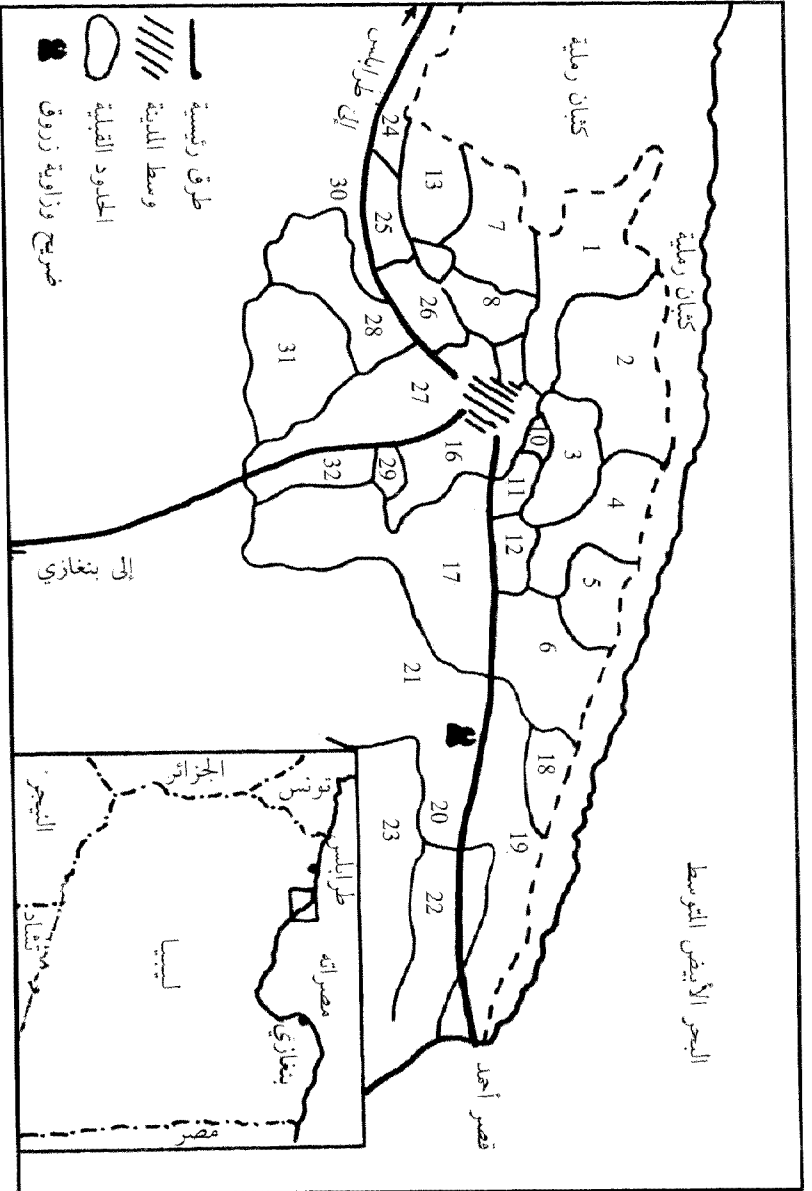 كثبان رملية
كثبان رملية
البحر الأبيض المتوسط
إلى طرابلس
قصر أحمد
إلى بنغازي
1
2
3
4
5
6
7
8
10
11
12
13
16
17
18
19
20
21
22
23
24
25
26
27
28
29
30
31
32
طرق رئيسية
وسط المدينة
الحدود القبلية
ضريح وزاوية زروق
تونس
الجزائر
النيجر
تشاد
ليبيا
طرابلس
مصراته
بنغازي
مصر